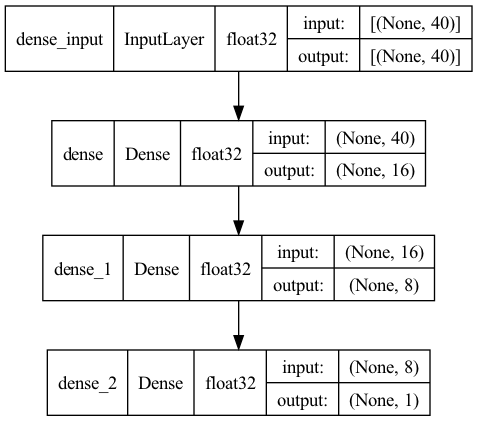 dense_input InputLayer float32 input: [(None, 40)]
output: [(None, 40)]
dense Dense float32 input: (None, 40)
output: (None, 16)
dense_1 Dense float32 input: (None, 16)
output: (None, 8)
dense_2 Dense float32 input: (None, 8)
output: (None, 1)